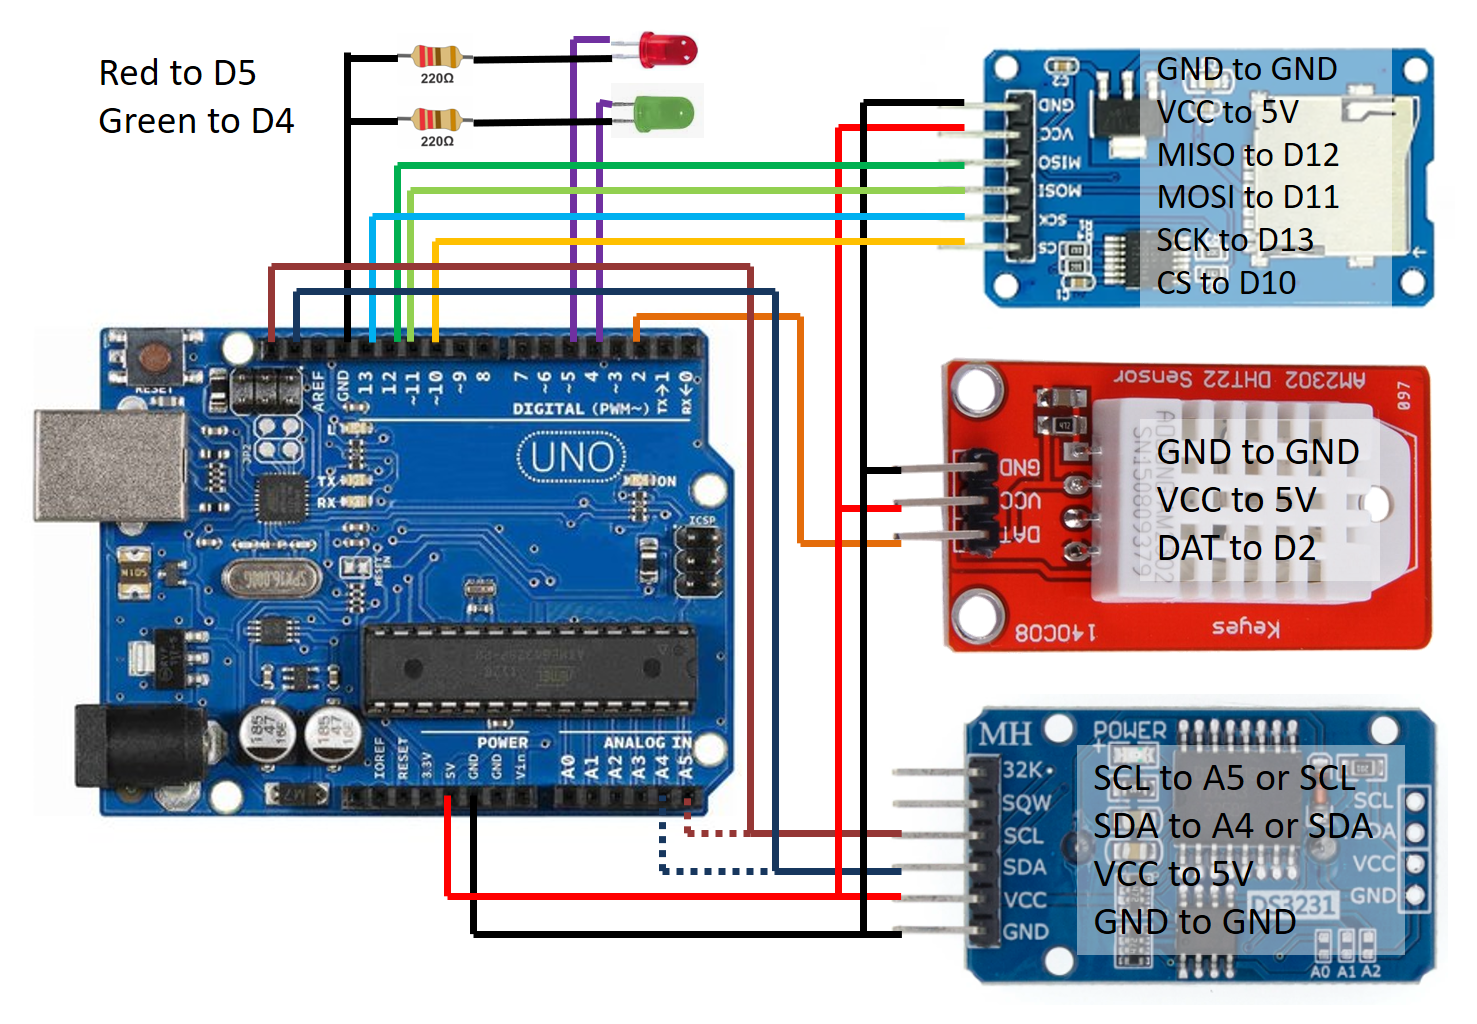 Red to D5
Green to D4
220Ω
220Ω
GND
VCC
MISO
MOSI
SCK
CS
C2
C1
GND to GND
VCC to 5V
MISO to D12
MOSI to D11
SCK to D13
CS to D10
RESET
AREF
GND
13
12
~11
~10
~9
8
7
~6
~5
4
~3
2
TX→1
RX←0
DIGITAL (PWM~)
UNO
TX
RX
ON
ICSP
JP2
RESET EN
POWER
ANALOG IN
IOREF
RESET
3.3V
5V
GND
GND
Vin
A0
A1
A2
A3
A4
A5
AM2302 DHT22 Sensor
097
GND
VCC
DAT
GND to GND
VCC to 5V
DAT to D2
140C08
Keyes
MH
POWER
32K
SQW
SCL
SDA
VCC
GND
SCL to A5 or SCL
SDA to A4 or SDA
VCC to 5V
GND to GND
DS3231
SCL
SDA
VCC
GND
A0 A1 A2